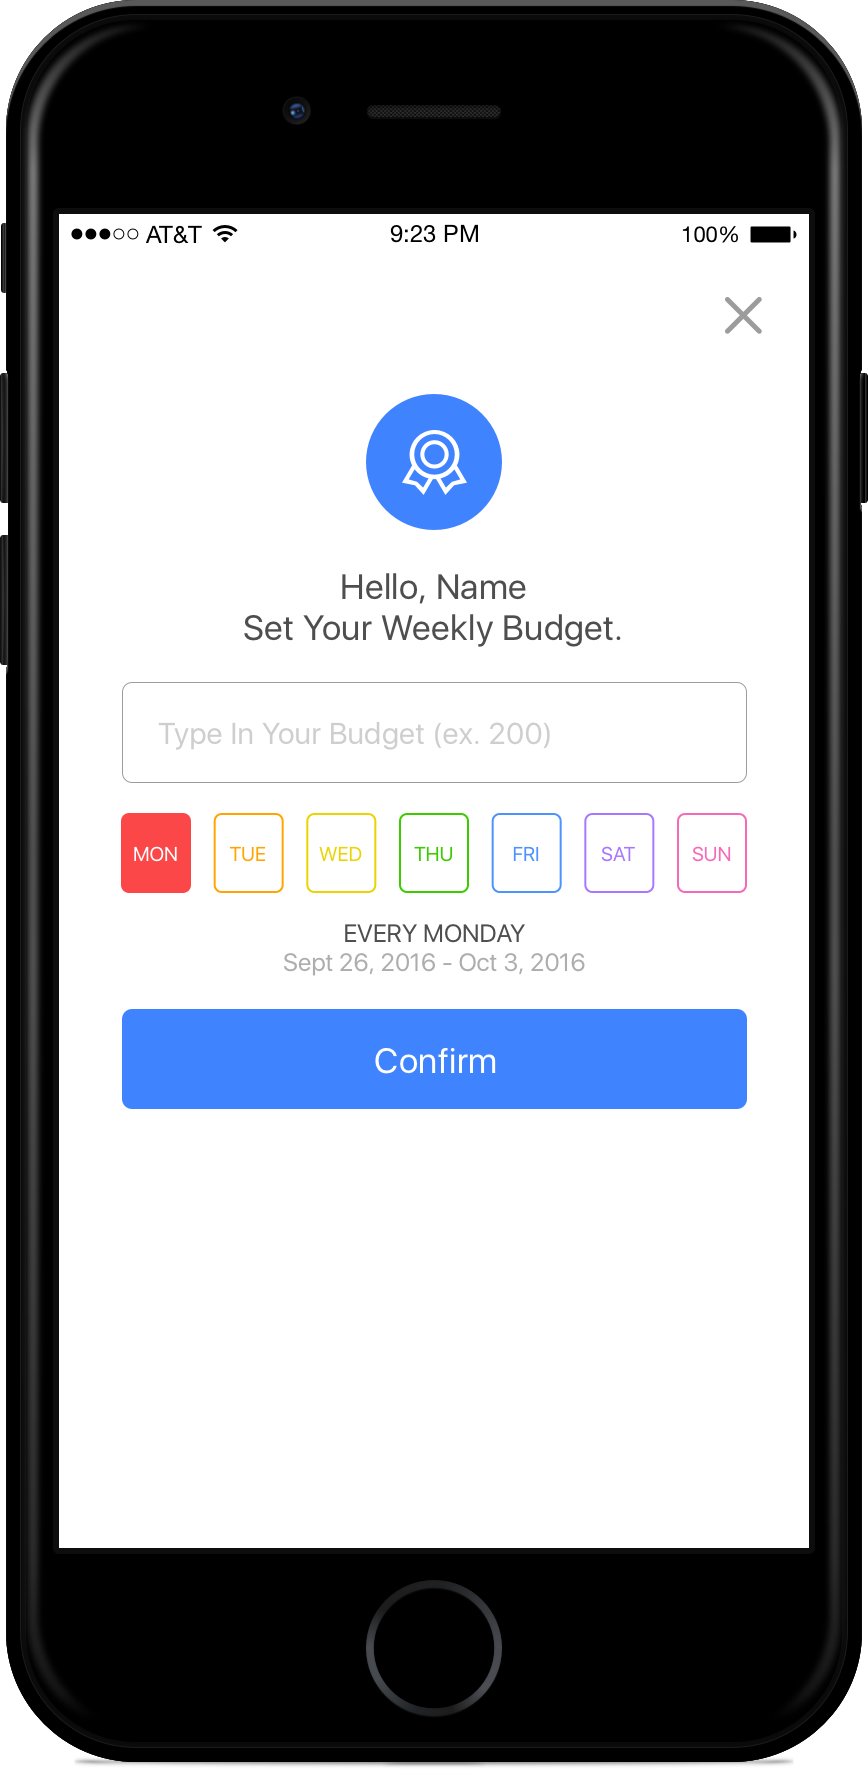 AT&T 9:23 PM 100%
Hello, Name
Set Your Weekly Budget.
Type In Your Budget (ex. 200)
MON TUE WED THU FRI SAT SUN
EVERY MONDAY
Sept 26, 2016 - Oct 3, 2016
Confirm